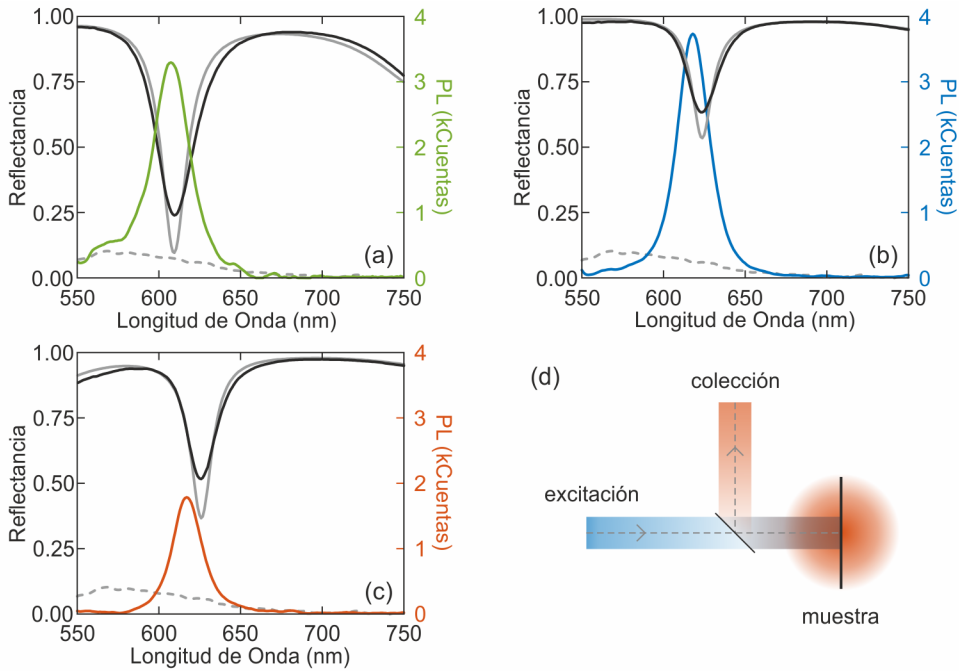 1.00
0.75
0.50
0.25
0.00
Reflectancia
550
600
650
700
750
Longitud de Onda (nm)
4
3
2
1
0
PL (kCuentas)
(a)
1.00
0.75
0.50
0.25
0.00
Reflectancia
550
600
650
700
750
Longitud de Onda (nm)
4
3
2
1
0
PL (kCuentas)
(b)
1.00
0.75
0.50
0.25
0.00
Reflectancia
550
600
650
700
750
Longitud de Onda (nm)
4
3
2
1
0
PL (kCuentas)
(c)
(d)
colección
excitación
muestra